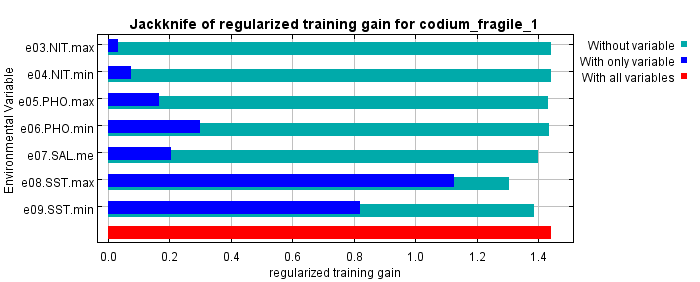 Jackknife of regularized training gain for codium_fragile_1
Environmental Variable
e03.NIT.max
e04.NIT.min
e05.PHO.max
e06.PHO.min
e07.SAL.me
e08.SST.max
e09.SST.min
0.0 0.2 0.4 0.6 0.8 1.0 1.2 1.4
regularized training gain
Without variable
With only variable
With all variables